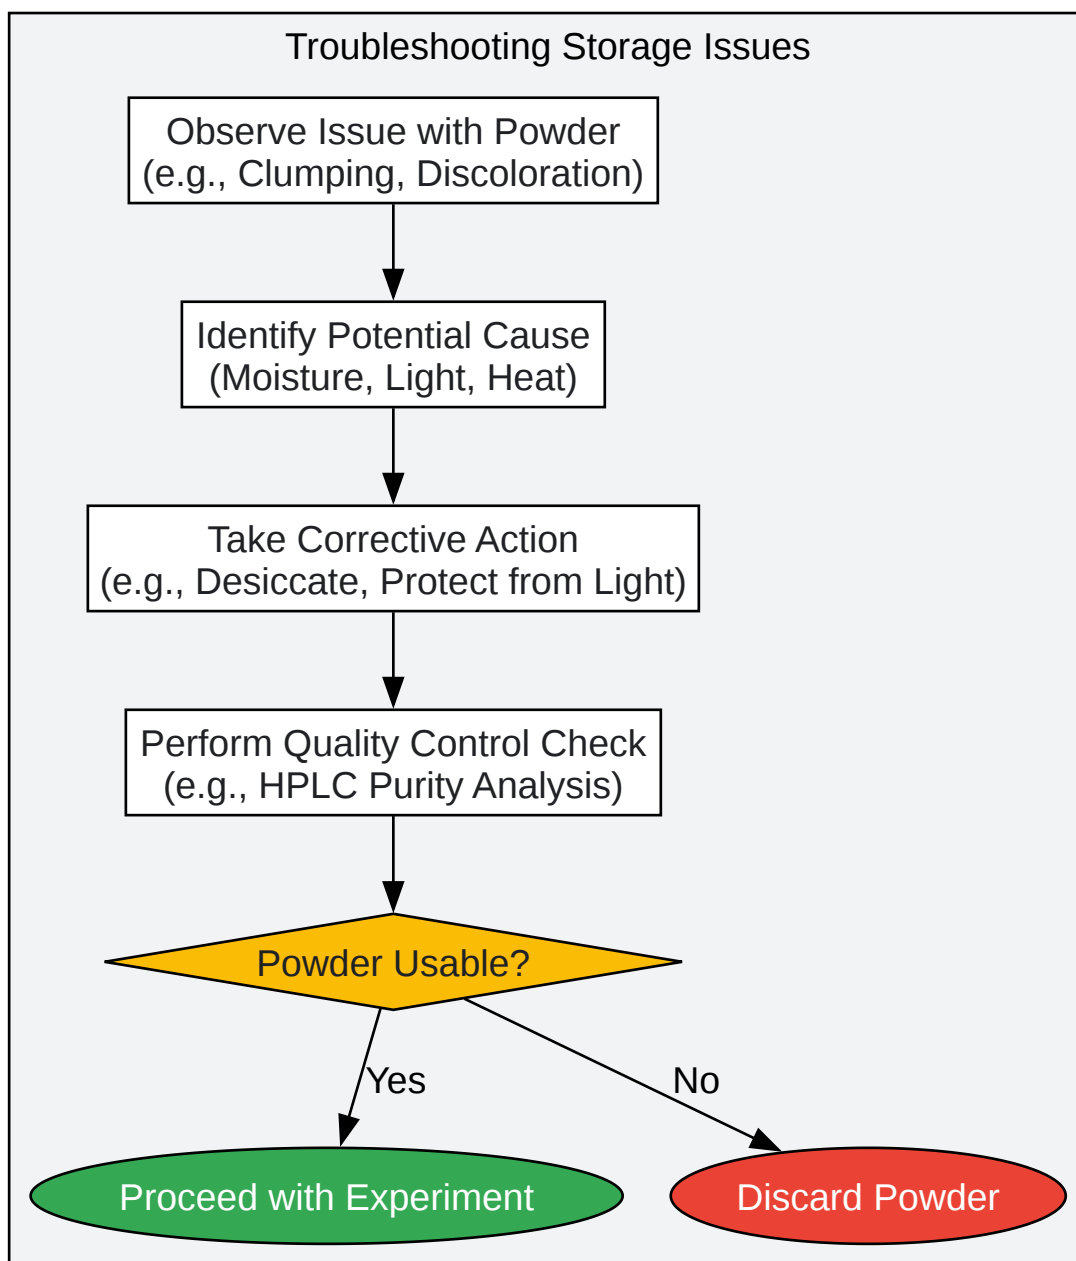 Troubleshooting Storage Issues
Observe Issue with Powder
(e.g., Clumping, Discoloration)
Identify Potential Cause
(Moisture, Light, Heat)
Take Corrective Action
(e.g., Desiccate, Protect from Light)
Perform Quality Control Check
(e.g., HPLC Purity Analysis)
Powder Usable?
Yes
No
Proceed with Experiment
Discard Powder